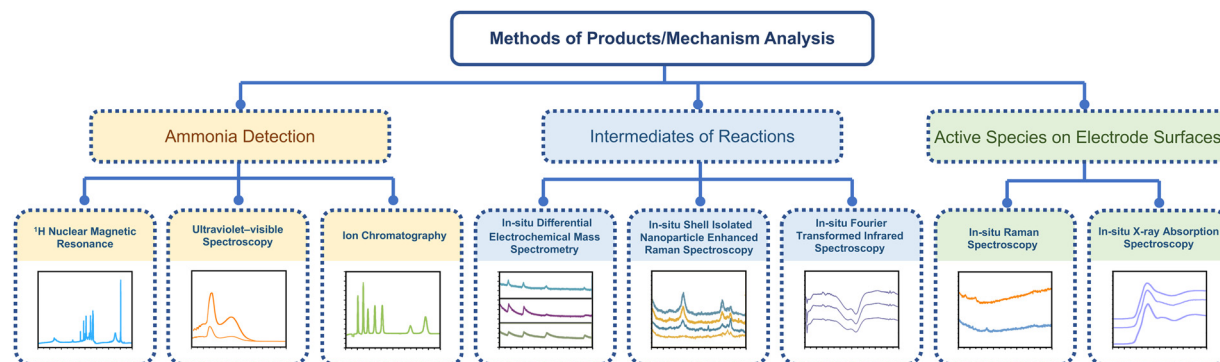 Methods of Products/Mechanism Analysis
Ammonia Detection
Intermediates of Reactions
Active Species on Electrode Surfaces
¹H Nuclear Magnetic
Resonance
Ultraviolet–visible
Spectroscopy
Ion Chromatography
In-situ Differential
Electrochemical Mass
Spectrometry
In-situ Shell Isolated
Nanoparticle Enhanced
Raman Spectroscopy
In-situ Fourier
Transformed Infrared
Spectroscopy
In-situ Raman
Spectroscopy
In-situ X-ray Absorption
Spectroscopy